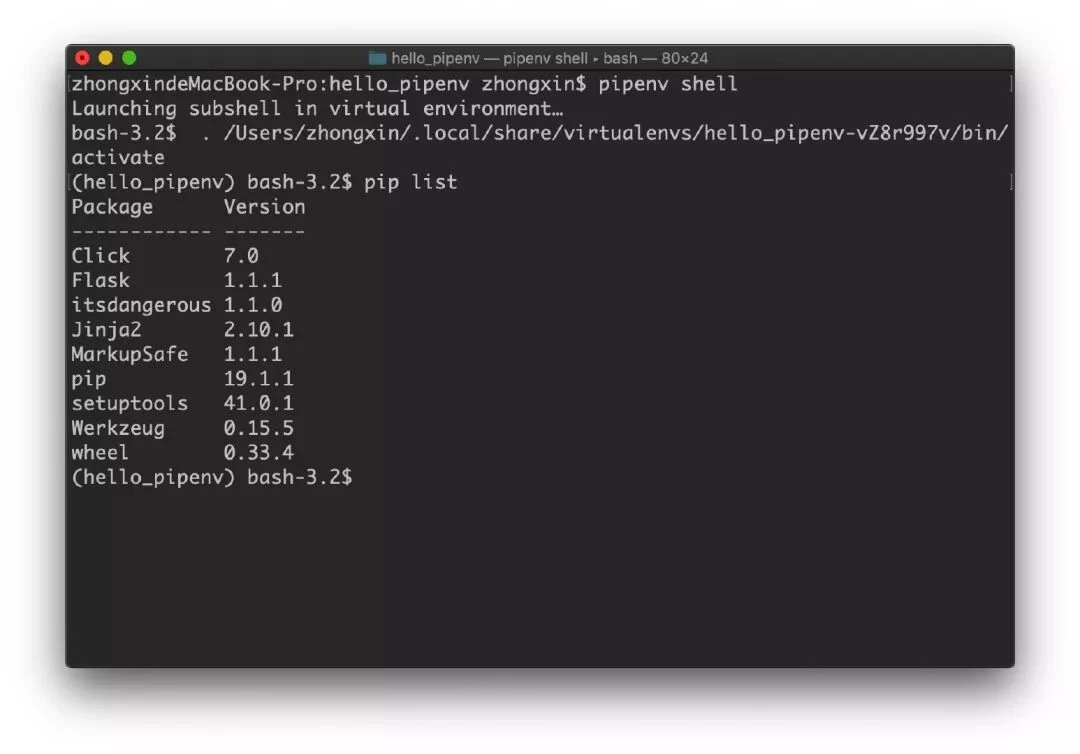 hello_pipenv — pipenv shell ▸ bash — 80×24
zhongxindeMacBook-Pro:hello_pipenv zhongxin$ pipenv shell
Launching subshell in virtual environment…
bash-3.2$  . /Users/zhongxin/.local/share/virtualenvs/hello_pipenv-vZ8r997v/bin/
activate
(hello_pipenv) bash-3.2$ pip list
Package      Version
------------ -------
Click        7.0
Flask        1.1.1
itsdangerous 1.1.0
Jinja2       2.10.1
MarkupSafe   1.1.1
pip          19.1.1
setuptools   41.0.1
Werkzeug     0.15.5
wheel        0.33.4
(hello_pipenv) bash-3.2$